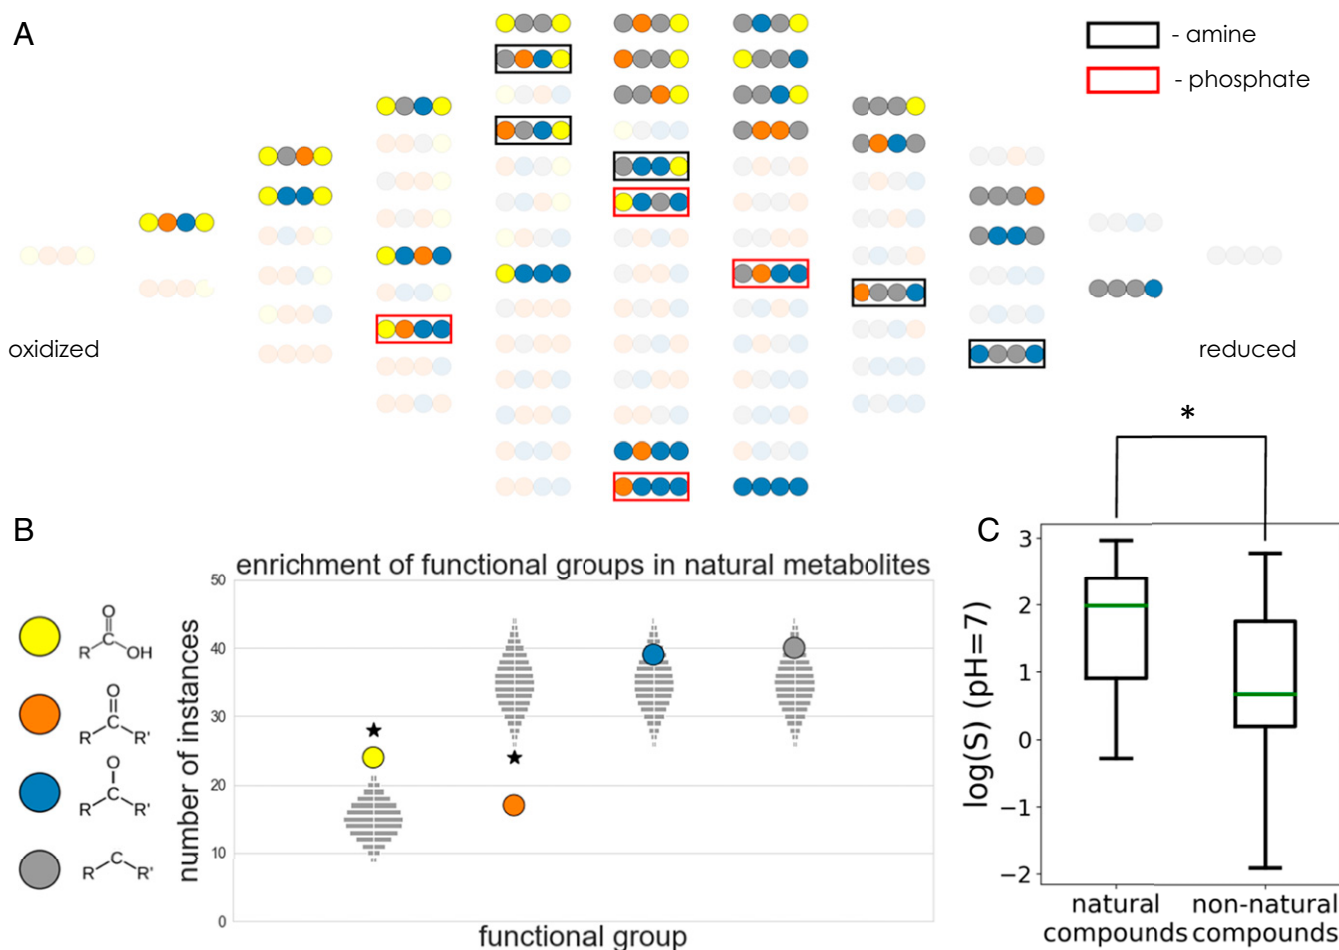 A
- amine
- phosphate
oxidized
reduced
*
B
enrichment of functional groups in natural metabolites
50
40
30
20
10
0
number of instances
functional group
O
R
OH
O
R
R'
O
R
R'
R
R'
C
C
C
C
C
3
2
1
0
−1
−2
log(S) (pH=7)
natural
compounds
non-natural
compounds